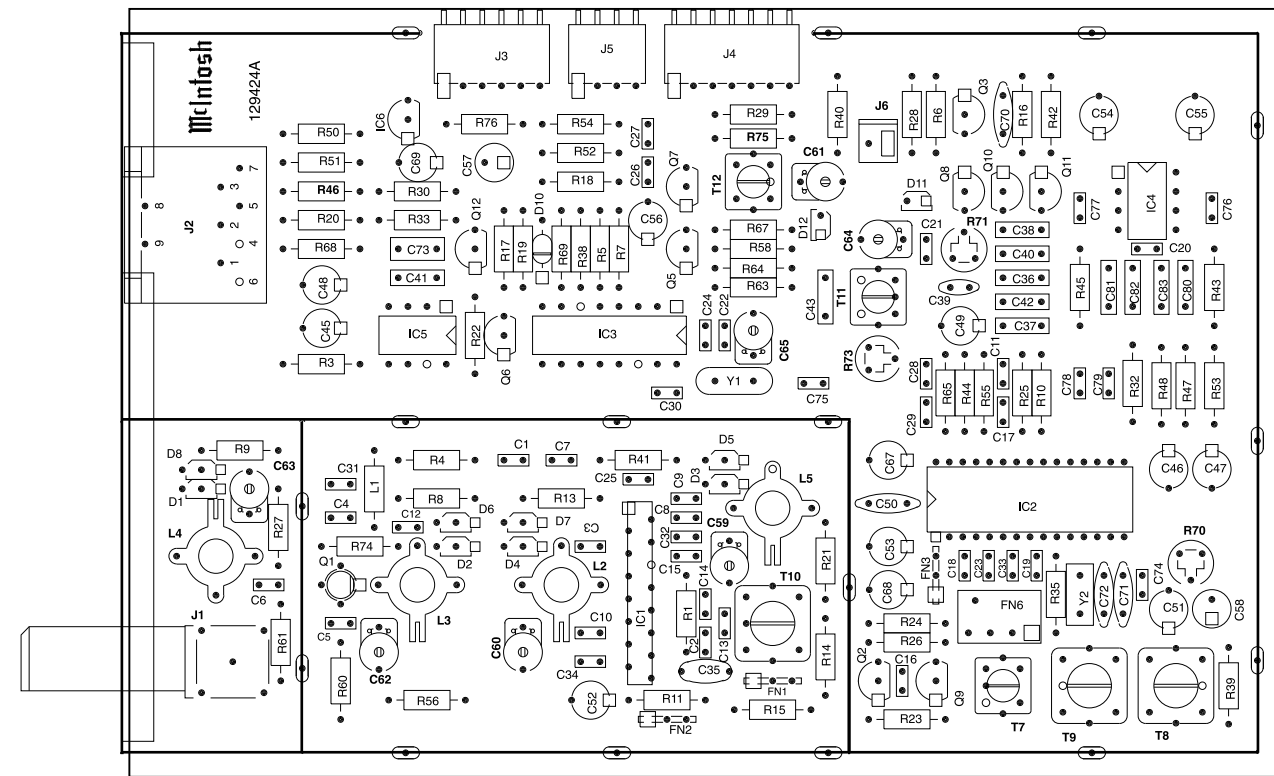 McIntosh
129424A
J3
J5
J4
J2
8
9
7
3
5
2
4
1
6
R50
R51
R46
R20
R68
C48
C45
R3
IC6
C69
R76
C57
R30
R33
C73
C41
Q12
R17
R19
D10
R69
R38
R5
R7
R54
R52
R18
C27
C26
C56
Q7
Q5
IC5
R22
Q6
IC3
C24
C22
C65
Y1
C30
C75
R29
R75
T12
C61
R67
R58
R64
R63
D12
C43
R40
J6
R28
R6
Q3
C70
R16
R42
C54
C55
Q8
Q10
Q11
D11
C64
C21
R71
T11
C39
C49
R73
C38
C40
C36
C42
C37
C77
IC4
C76
C20
R45
C81
C82
C83
C80
R43
C28
C29
R65
R44
R55
C11
C17
R25
R10
C78
C79
R32
R48
R47
R53
D8
D1
R9
C63
L4
R27
C6
J1
R61
C31
C4
L1
R4
R8
C12
D6
D2
R74
Q1
C5
L3
C62
R60
R56
C1
C7
R13
D7
D4
C3
L2
C60
C10
C34
C52
R41
C25
C9
C8
C32
C15
IC1
R1
C14
C2
C13
C35
D5
D3
C59
L5
T10
R21
R14
R11
FN2
FN1
R15
C67
C50
C53
C68
IC2
C46
C47
R70
FN3
C18
C23
C33
C19
R35
Y2
C72
C71
C74
C51
C58
FN6
R24
R26
Q2
C16
Q9
R23
T7
T9
T8
R39